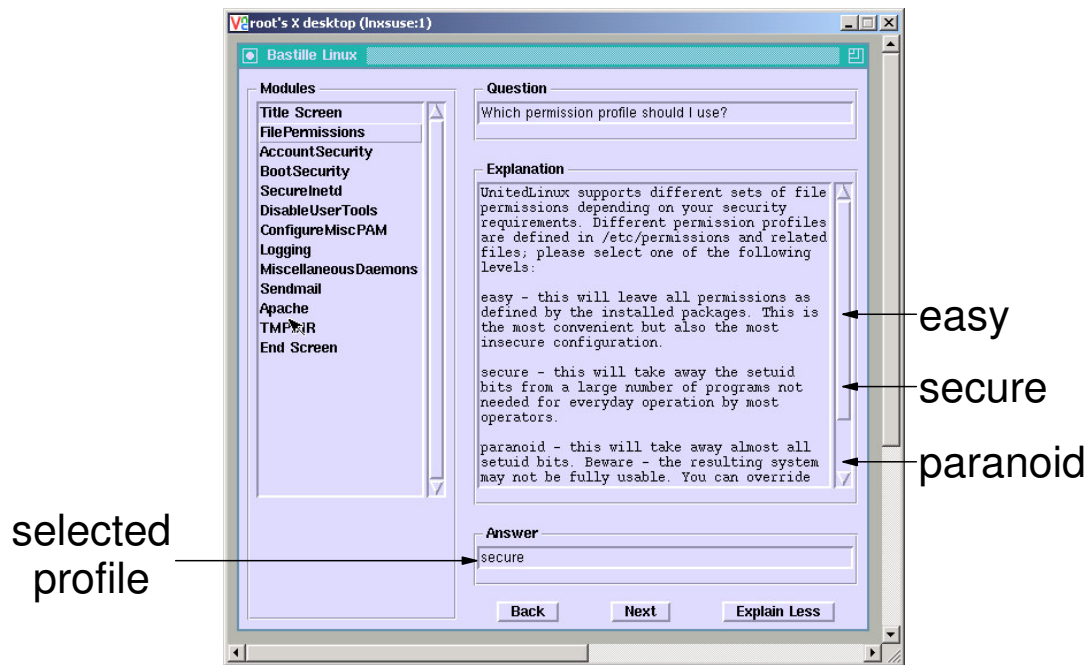 root's X desktop (lnxsuse:1)
Bastille Linux
Modules
Title Screen
FilePermissions
AccountSecurity
BootSecurity
SecureInetd
DisableUserTools
ConfigureMiscPAM
Logging
MiscellaneousDaemons
Sendmail
Apache
End Screen
Question
Which permission profile should I use?
Explanation
UnitedLinux supports different sets of file
permissions depending on your security
requirements. Different permission profiles
are defined in /etc/permissions and related
files; please select one of the following
levels:
easy - this will leave all permissions as
defined by the installed packages. This is
the most convenient but also the most
insecure configuration.
secure - this will take away the setuid
bits from a large number of programs not
needed for everyday operation by most
operators.
paranoid - this will take away almost all
setuid bits. Beware - the resulting system
may not be fully usable. You can override
Answer
secure
Back Next Explain Less
easy
secure
paranoid
selected
profile